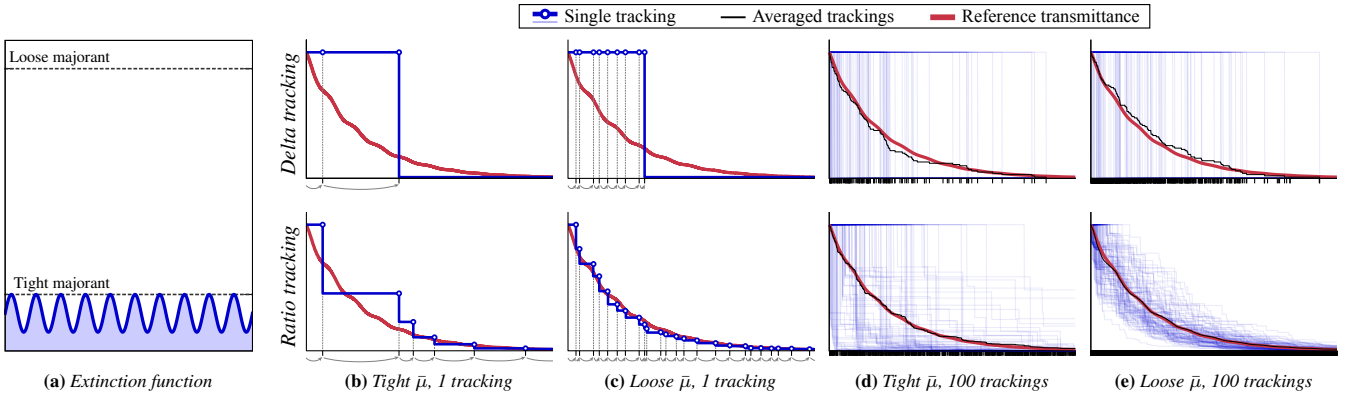 Single tracking Averaged trackings Reference transmittance
Loose majorant
Tight majorant
Delta tracking
Ratio tracking
(a) Extinction function (b) Tight μ̄, 1 tracking (c) Loose μ̄, 1 tracking (d) Tight μ̄, 100 trackings (e) Loose μ̄, 100 trackings